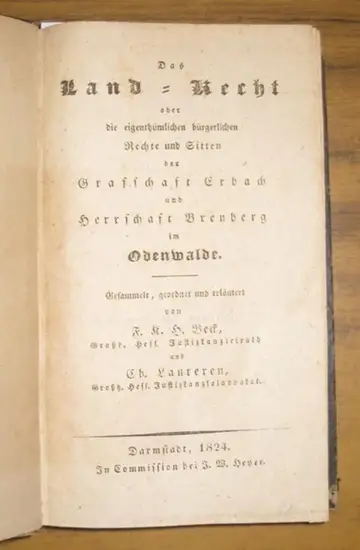 Das
Land = Recht
oder
die eigenthümlichen bürgerlichen
Rechte und Sitten
der
Grafschaft Erbach
und
Herrschaft Breuberg
im
Odenwalde.
Gesammelt, geordnet und erläutert
von
F. K. H. Beck,
Großh. Hess. Justizkanzleirath
und
Ch. Lauteren,
Großh. Hess. Justizkanzleiadvokat.
Darmstadt, 1824.
In Commission bei J. W. Heyer.